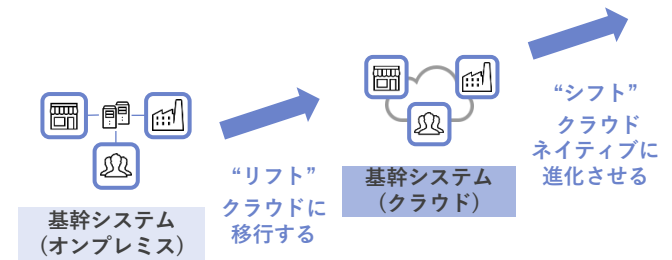 基幹システム
(オンプレミス)
“リフト”
クラウドに
移行する
基幹システム
(クラウド)
“シフト”
クラウド
ネイティブに
進化させる